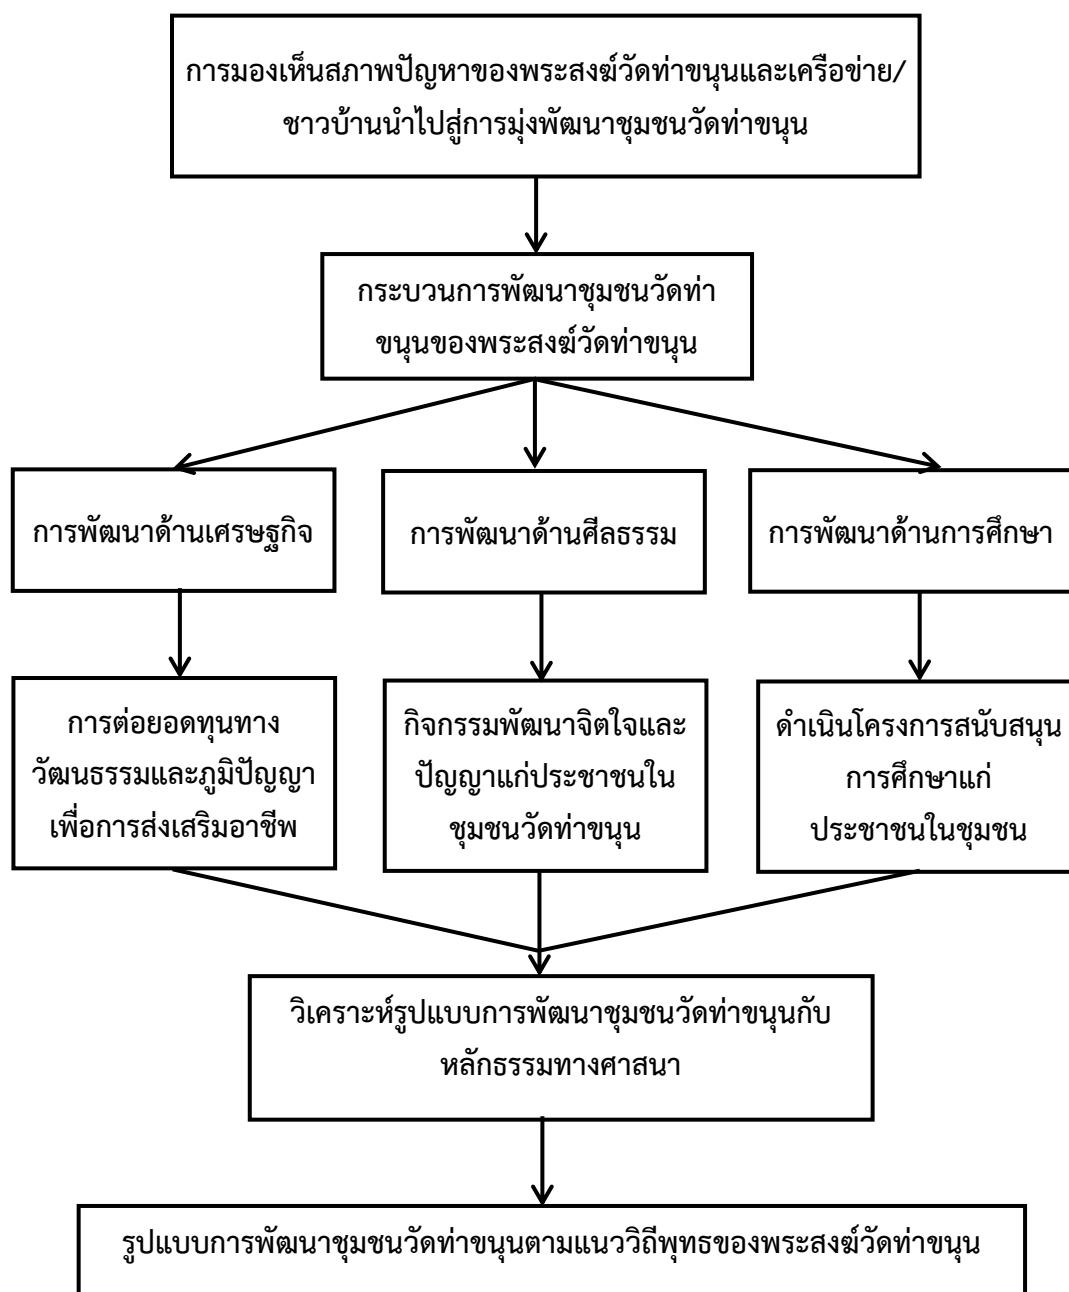 การมองเห็นสภาพปัญหาของพระสงฆ์วัดท่าขนุนและเครือข่าย/
ชาวบ้านนำไปสู่การมุ่งพัฒนาชุมชนวัดท่าขนุน
กระบวนการพัฒนาชุมชนวัดท่า
ขนุนของพระสงฆ์วัดท่าขนุน
การพัฒนาด้านเศรษฐกิจ
การพัฒนาด้านศีลธรรม
การพัฒนาด้านการศึกษา
การต่อยอดทุนทาง
วัฒนธรรมและภูมิปัญญา
เพื่อการส่งเสริมอาชีพ
กิจกรรมพัฒนาจิตใจและ
ปัญญาแก่ประชาชนใน
ชุมชนวัดท่าขนุน
ดำเนินโครงการสนับสนุน
การศึกษาแก่
ประชาชนในชุมชน
วิเคราะห์รูปแบบการพัฒนาชุมชนวัดท่าขนุนกับ
หลักธรรมทางศาสนา
รูปแบบการพัฒนาชุมชนวัดท่าขนุนตามแนววิถีพุทธของพระสงฆ์วัดท่าขนุน